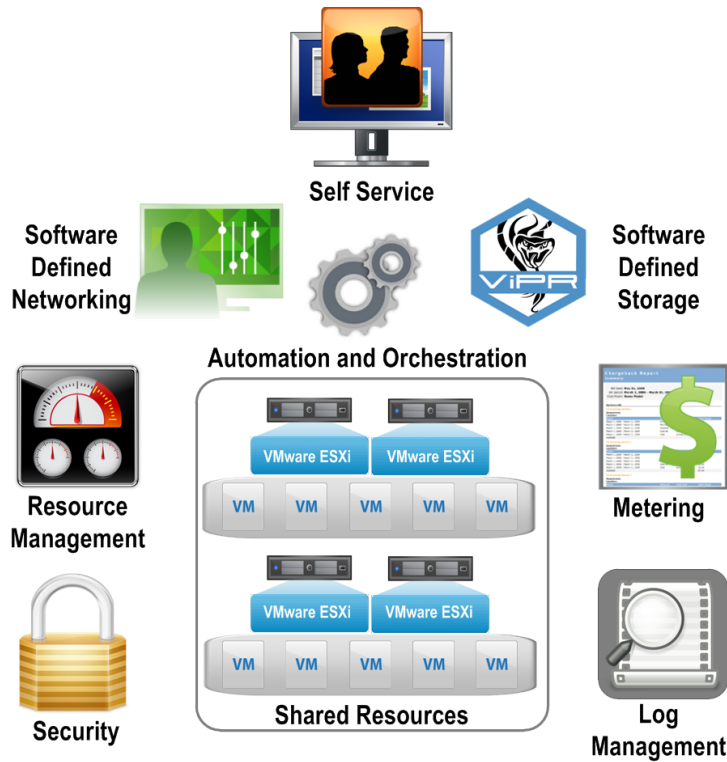 Self Service
Software
Defined
Networking
ViPR
Software
Defined
Storage
Automation and Orchestration
Chargeback Report
VMware ESXi
VMware ESXi
VM VM VM VM VM
Resource
Management
Metering
VMware ESXi
VMware ESXi
VM VM VM VM VM
Shared Resources
Security
Log
Management